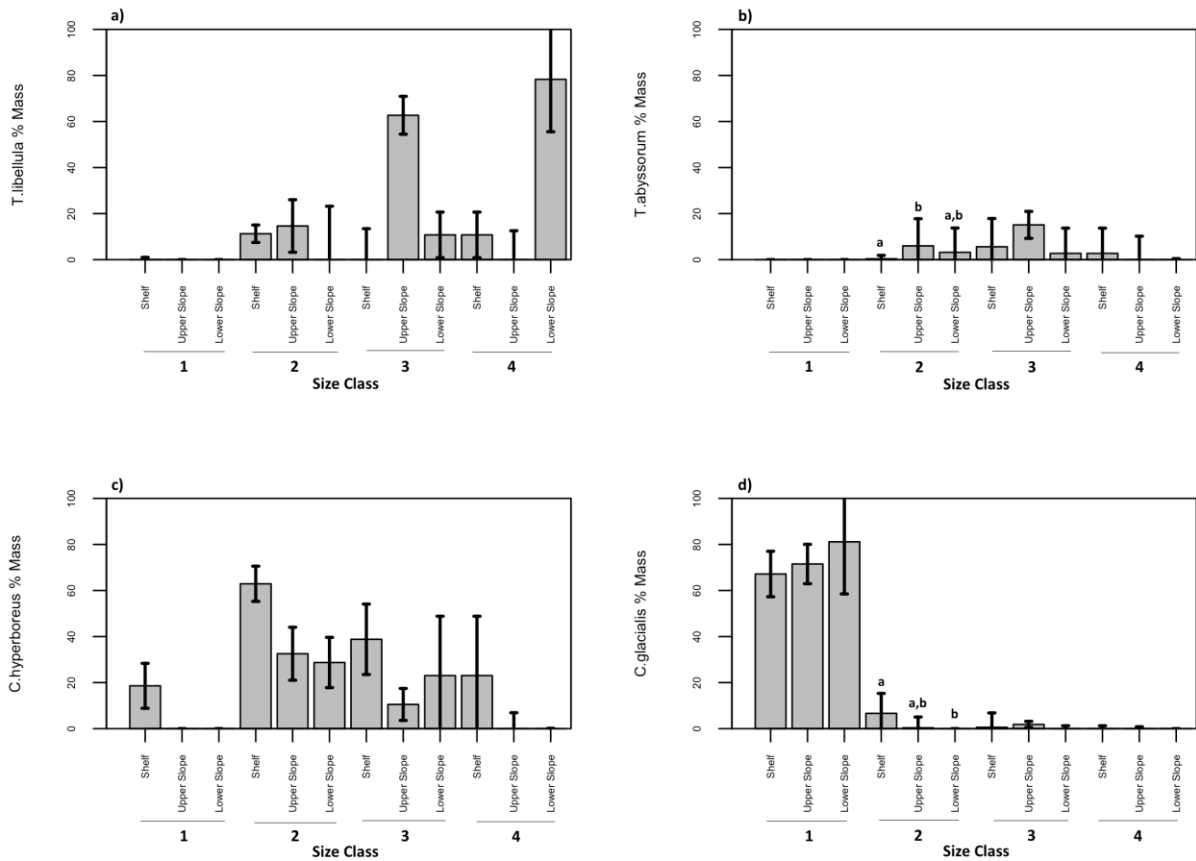 a)
T.libellula % Mass
100
80
60
40
20
0
Shelf
Upper Slope
Lower Slope
Shelf
Upper Slope
Lower Slope
Shelf
Upper Slope
Lower Slope
Shelf
Upper Slope
Lower Slope
1 2 3 4
Size Class
b)
T.abyssorum % Mass
100
80
60
40
20
0
a b a,b
Shelf
Upper Slope
Lower Slope
Shelf
Upper Slope
Lower Slope
Shelf
Upper Slope
Lower Slope
Shelf
Upper Slope
Lower Slope
1 2 3 4
Size Class
c)
C.hyperboreus % Mass
100
80
60
40
20
0
Shelf
Upper Slope
Lower Slope
Shelf
Upper Slope
Lower Slope
Shelf
Upper Slope
Lower Slope
Shelf
Upper Slope
Lower Slope
1 2 3 4
Size Class
d)
C.glacialis % Mass
100
80
60
40
20
0
a a,b b
Shelf
Upper Slope
Lower Slope
Shelf
Upper Slope
Lower Slope
Shelf
Upper Slope
Lower Slope
Shelf
Upper Slope
Lower Slope
1 2 3 4
Size Class